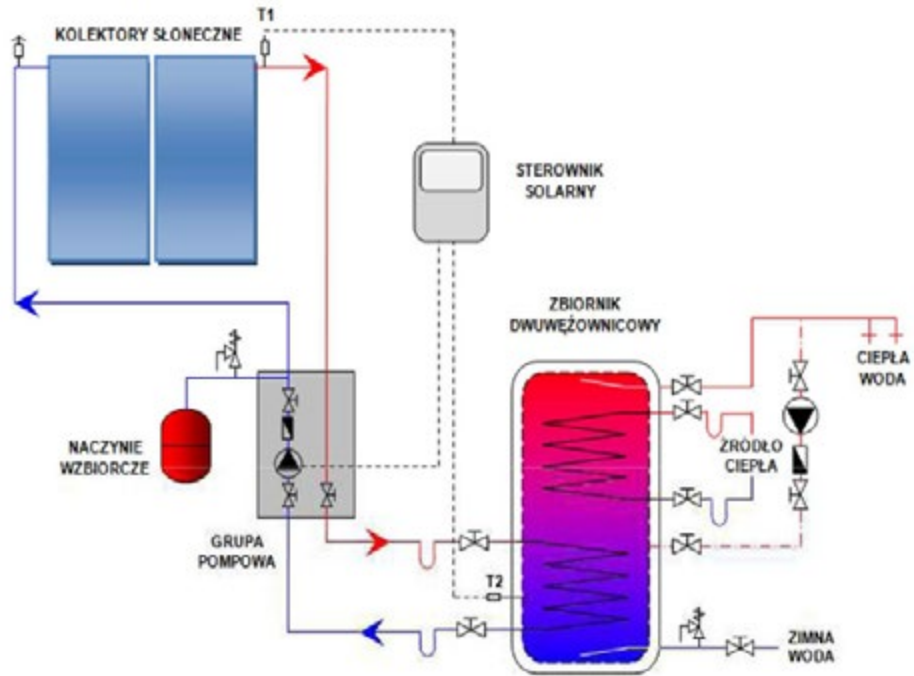 T1
KOLEKTORY SŁONECZNE
STEROWNIK
SOLARNY
ZBIORNIK
DWUWĘŻOWNICOWY
CIEPŁA
WODA
NACZYNIE
WZBIORCZE
ŹRÓDŁO
CIEPŁA
GRUPA
POMPOWA
T2
ZIMNA
WODA